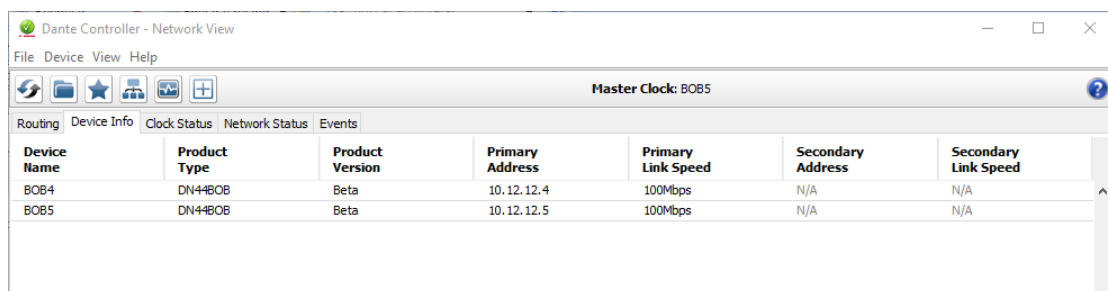 Dante Controller - Network View
File Device View Help
Master Clock: BOB5
?
Routing Device Info Clock Status Network Status Events
Device Name Product Type Product Version Primary Address Primary Link Speed Secondary Address Secondary Link Speed
BOB4 DN44BOB Beta 10.12.12.4 100Mbps N/A N/A
BOB5 DN44BOB Beta 10.12.12.5 100Mbps N/A N/A